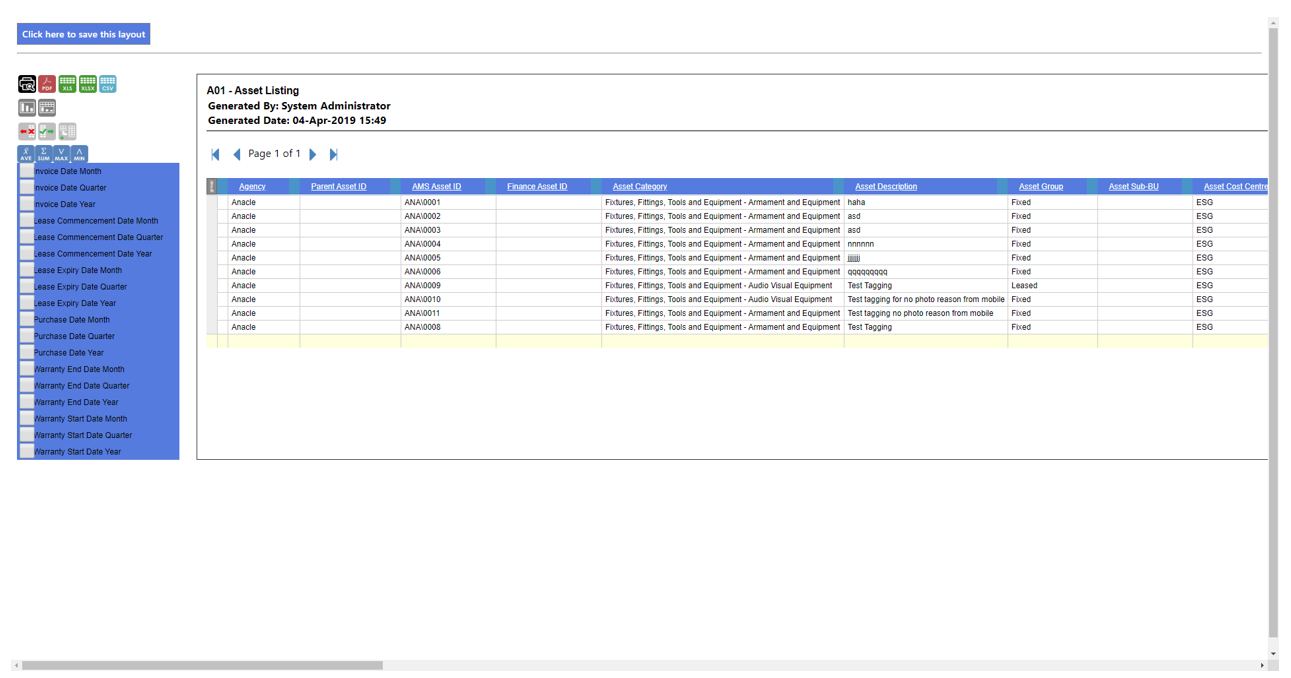 Click here to save this layout
PDF XLS XLSX CSV
AVE SUM MAX MIN
Invoice Date Month
Invoice Date Quarter
Invoice Date Year
Lease Commencement Date Month
Lease Commencement Date Quarter
Lease Commencement Date Year
Lease Expiry Date Month
Lease Expiry Date Quarter
Lease Expiry Date Year
Purchase Date Month
Purchase Date Quarter
Purchase Date Year
Warranty End Date Month
Warranty End Date Quarter
Warranty End Date Year
Warranty Start Date Month
Warranty Start Date Quarter
Warranty Start Date Year
A01 - Asset Listing
Generated By: System Administrator
Generated Date: 04-Apr-2019 15:49
Page 1 of 1
Agency Parent Asset ID AMS Asset ID Finance Asset ID Asset Category Asset Description Asset Group Asset Sub-BU Asset Cost Centre
Anacle ANA\0001 Fixtures, Fittings, Tools and Equipment - Armament and Equipment haha Fixed ESG
Anacle ANA\0002 Fixtures, Fittings, Tools and Equipment - Armament and Equipment asd Fixed ESG
Anacle ANA\0003 Fixtures, Fittings, Tools and Equipment - Armament and Equipment asd Fixed ESG
Anacle ANA\0004 Fixtures, Fittings, Tools and Equipment - Armament and Equipment nnnnnn Fixed ESG
Anacle ANA\0005 Fixtures, Fittings, Tools and Equipment - Armament and Equipment Fixed ESG
Anacle ANA\0006 Fixtures, Fittings, Tools and Equipment - Armament and Equipment qqqqqqqqq Fixed ESG
Anacle ANA\0009 Fixtures, Fittings, Tools and Equipment - Audio Visual Equipment Test Tagging Leased ESG
Anacle ANA\0010 Fixtures, Fittings, Tools and Equipment - Audio Visual Equipment Test tagging for no photo reason from mobile Fixed ESG
Anacle ANA\0011 Fixtures, Fittings, Tools and Equipment - Armament and Equipment Test tagging no photo reason from mobile Fixed ESG
Anacle ANA\0008 Fixtures, Fittings, Tools and Equipment - Armament and Equipment Test Tagging Fixed ESG